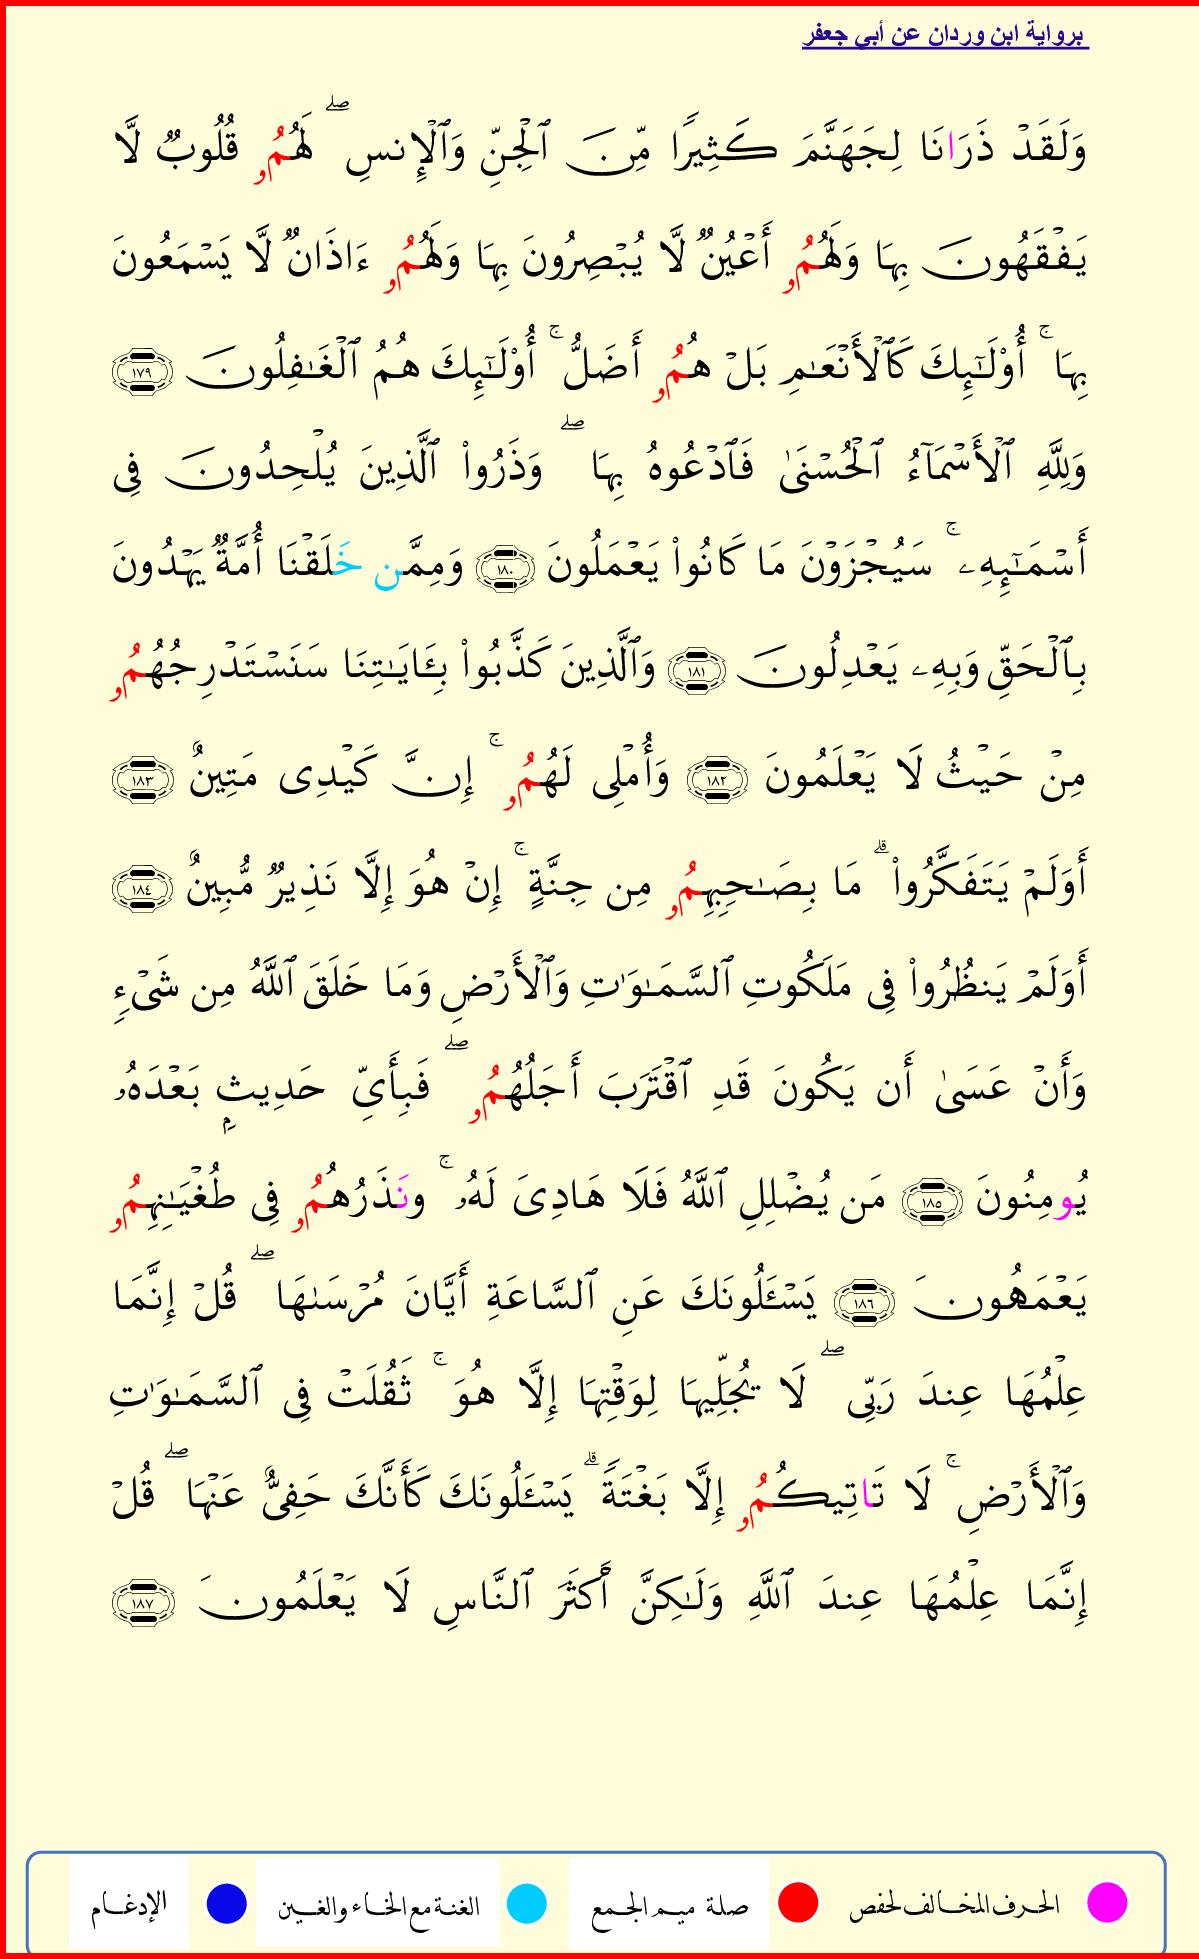 برواية ابن وردان عن أبي جعفر
وَلَقَدۡ ذَرَانَا لِجَهَنَّمَ كَثِيرٗا مِّنَ ٱلۡجِنِّ وَٱلۡإِنسِۖ لَهُمُۥ قُلُوبٞ لَّا
يَفۡقَهُونَ بِهَا وَلَهُمُۥ أَعۡيُنٞ لَّا يُبۡصِرُونَ بِهَا وَلَهُمُۥ ءَاذَانٞ لَّا يَسۡمَعُونَ
بِهَاۚ أُوْلَـٰٓئِكَ كَٱلۡأَنۡعَـٰمِ بَلۡ هُمُۥ أَضَلُّۚ أُوْلَـٰٓئِكَ هُمُ ٱلۡغَـٰفِلُونَ ١٧٩
وَلِلَّهِ ٱلۡأَسۡمَآءُ ٱلۡحُسۡنَىٰ فَٱدۡعُوهُ بِهَاۖ وَذَرُواْ ٱلَّذِينَ يُلۡحِدُونَ فِي
أَسۡمَـٰٓئِهِۦۚ سَيُجۡزَوۡنَ مَا كَانُواْ يَعۡمَلُونَ ١٨٠ وَمِمَّن خَلَقۡنَا أُمَّةٞ يَهۡدُونَ
بِٱلۡحَقِّ وَبِهِۦ يَعۡدِلُونَ ١٨١ وَٱلَّذِينَ كَذَّبُواْ بِـَٔايَـٰتِنَا سَنَسۡتَدۡرِجُهُمُۥ
مِنۡ حَيۡثُ لَا يَعۡلَمُونَ ١٨٢ وَأُمۡلِي لَهُمُۥۚ إِنَّ كَيۡدِي مَتِينٌ ١٨٣
أَوَلَمۡ يَتَفَكَّرُواْۗ مَا بِصَـٰحِبِهِمُۥ مِن جِنَّةٍۚ إِنۡ هُوَ إِلَّا نَذِيرٞ مُّبِينٌ ١٨٤
أَوَلَمۡ يَنظُرُواْ فِي مَلَكُوتِ ٱلسَّمَـٰوَٰتِ وَٱلۡأَرۡضِ وَمَا خَلَقَ ٱللَّهُ مِن شَيۡءٖ
وَأَنۡ عَسَىٰ أَن يَكُونَ قَدِ ٱقۡتَرَبَ أَجَلُهُمُۥۖ فَبِأَيِّ حَدِيثِۭ بَعۡدَهُۥ
يُومِنُونَ ١٨٥ مَن يُضۡلِلِ ٱللَّهُ فَلَا هَادِيَ لَهُۥۚ ونَذَرُهُمُۥ فِي طُغۡيَـٰنِهِمُۥ
يَعۡمَهُونَ ١٨٦ يَسۡـَٔلُونَكَ عَنِ ٱلسَّاعَةِ أَيَّانَ مُرۡسَىٰهَاۖ قُلۡ إِنَّمَا
عِلۡمُهَا عِندَ رَبِّيۖ لَا يُجَلِّيهَا لِوَقۡتِهَا إِلَّا هُوَۚ ثَقُلَتۡ فِي ٱلسَّمَـٰوَٰتِ
وَٱلۡأَرۡضِۚ لَا تَاتِيكُمُۥ إِلَّا بَغۡتَةٗۗ يَسۡـَٔلُونَكَ كَأَنَّكَ حَفِيٌّ عَنۡهَاۖ قُلۡ
إِنَّمَا عِلۡمُهَا عِندَ ٱللَّهِ وَلَـٰكِنَّ أَكۡثَرَ ٱلنَّاسِ لَا يَعۡلَمُونَ ١٨٧
الحرف المخالف لحفص صلة ميم الجمع الغنة مع الخاء والغين الإدغام